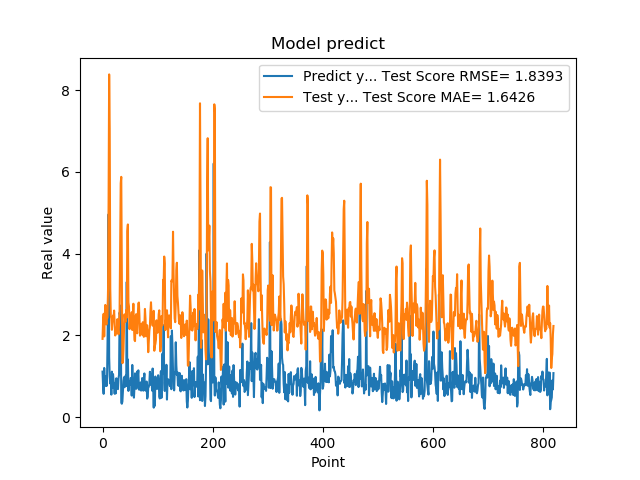 Model predict
Predict y... Test Score RMSE= 1.8393
Test y... Test Score MAE= 1.6426
Real value
8
6
4
2
0
0 200 400 600 800
Point